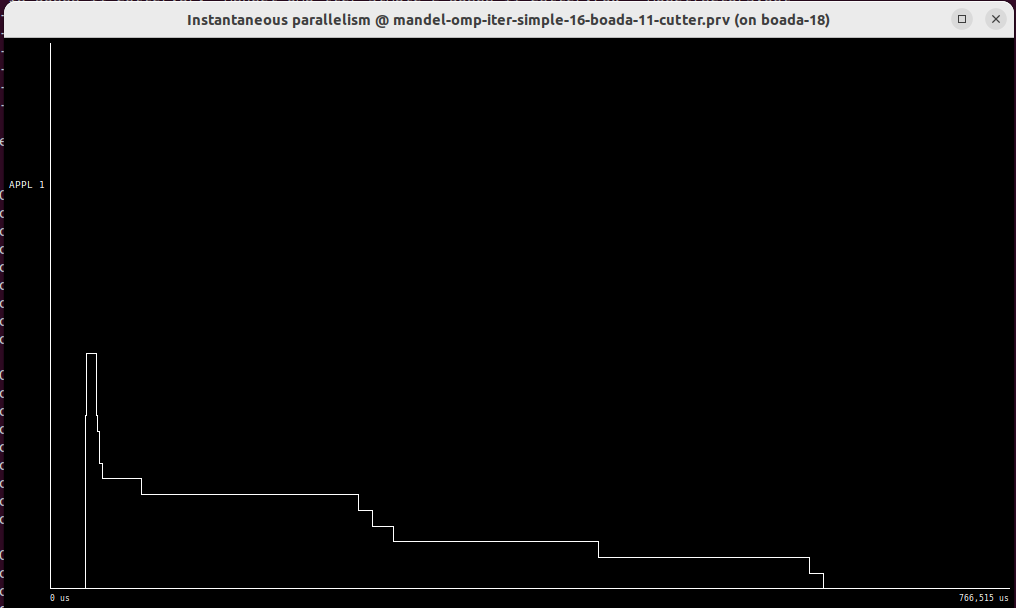 Instantaneous parallelism @ mandel-omp-iter-simple-16-boada-11-cutter.prv (on boada-18)
APPL 1
0 us
766,515 us